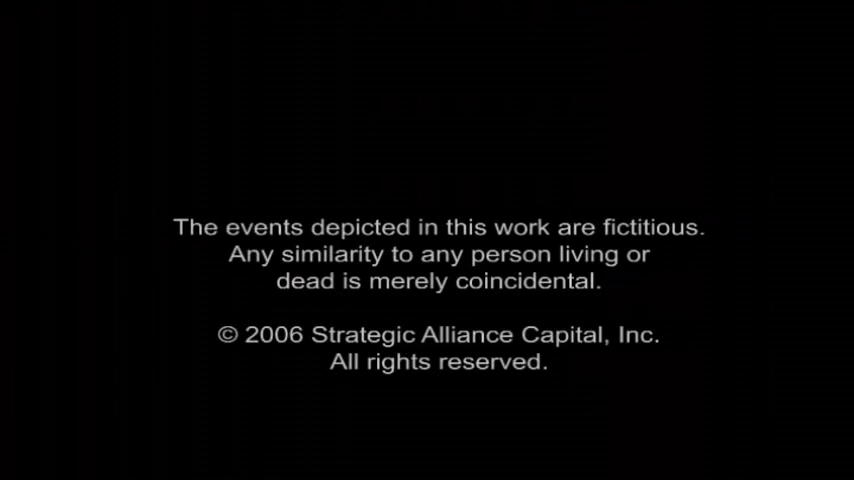 The events depicted in this work are fictitious.
Any similarity to any person living or
dead is merely coincidental.
© 2006 Strategic Alliance Capital, Inc.
All rights reserved.